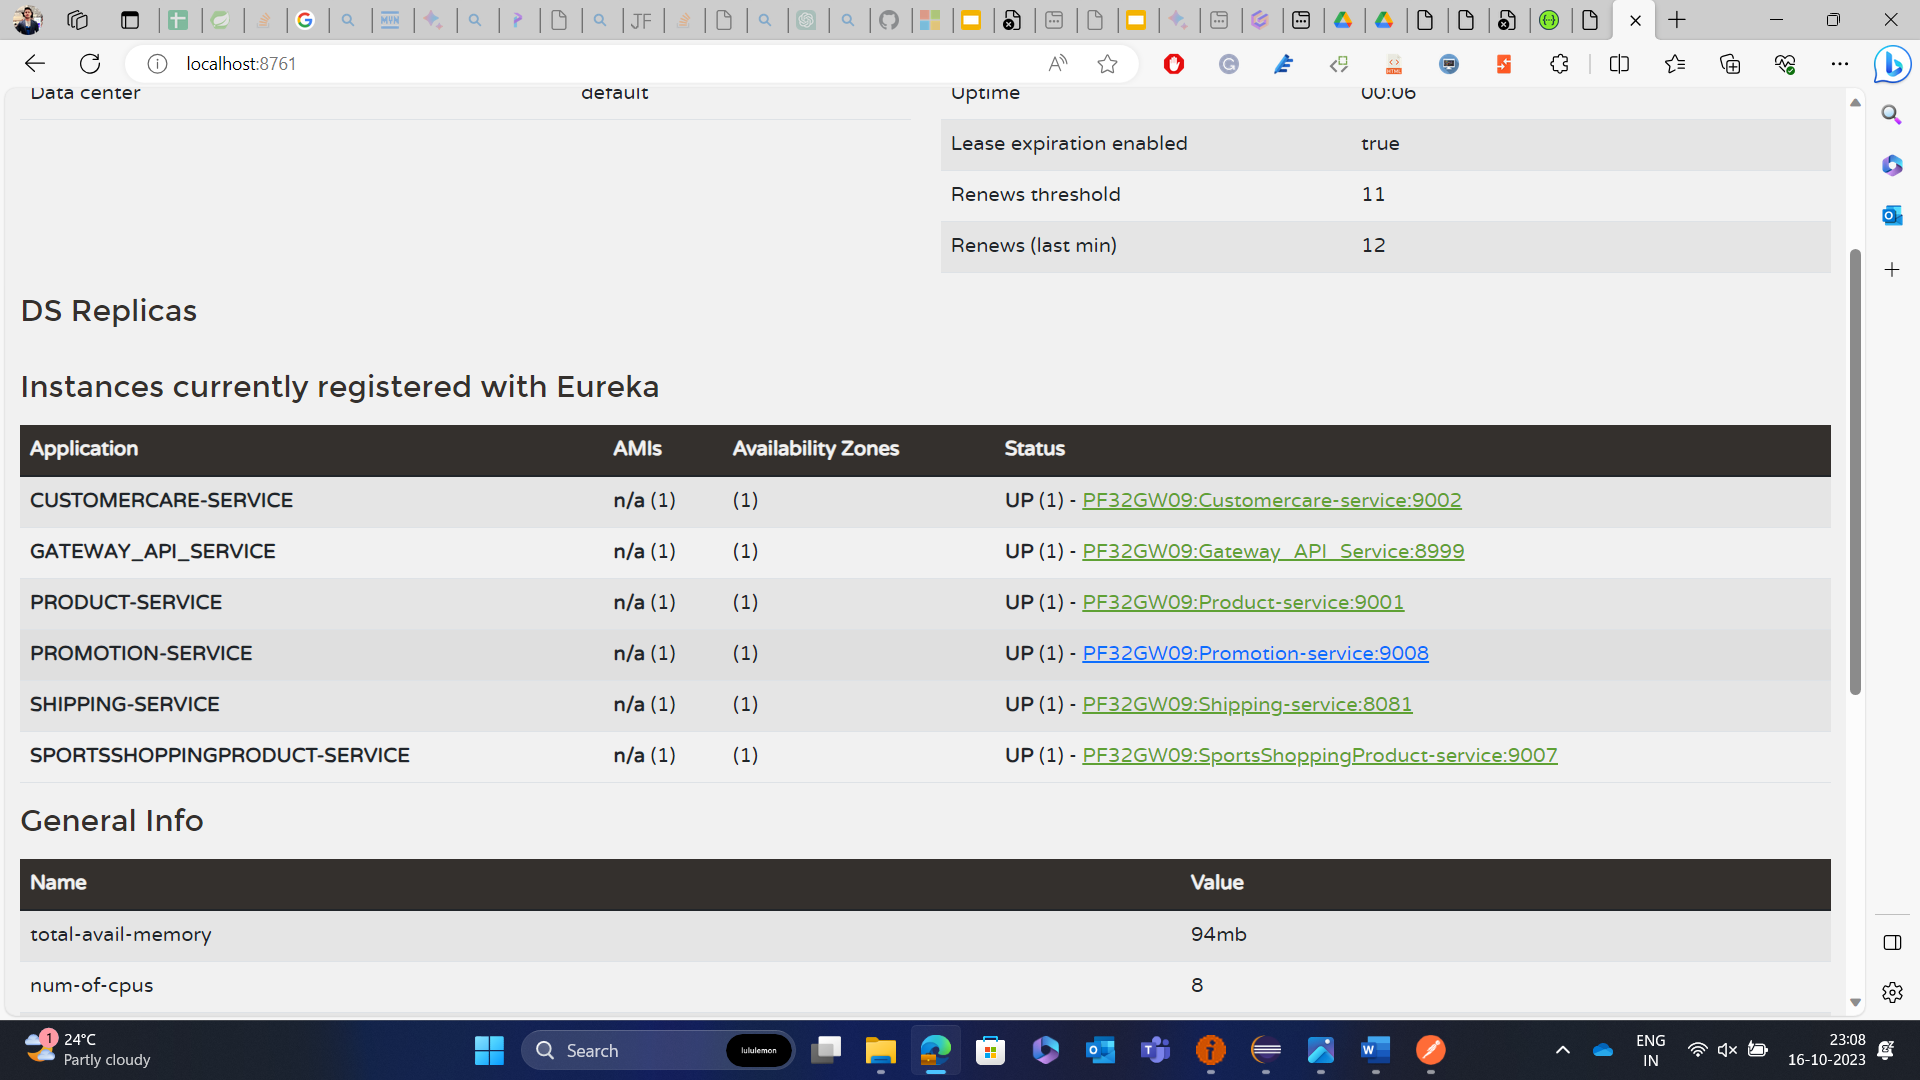 MVN
JF
localhost:8761
Data center default
Uptime 00:06
Lease expiration enabled true
Renews threshold 11
Renews (last min) 12
DS Replicas
Instances currently registered with Eureka
Application AMIs Availability Zones Status
CUSTOMERCARE-SERVICE n/a (1) (1) UP (1) - PF32GW09:Customercare-service:9002
GATEWAY_API_SERVICE n/a (1) (1) UP (1) - PF32GW09:Gateway_API_Service:8999
PRODUCT-SERVICE n/a (1) (1) UP (1) - PF32GW09:Product-service:9001
PROMOTION-SERVICE n/a (1) (1) UP (1) - PF32GW09:Promotion-service:9008
SHIPPING-SERVICE n/a (1) (1) UP (1) - PF32GW09:Shipping-service:8081
SPORTSSHOPPINGPRODUCT-SERVICE n/a (1) (1) UP (1) - PF32GW09:SportsShoppingProduct-service:9007
General Info
Name Value
total-avail-memory 94mb
num-of-cpus 8
1
24°C
Partly cloudy
Search
lululemon
ENG
IN
23:08
16-10-2023